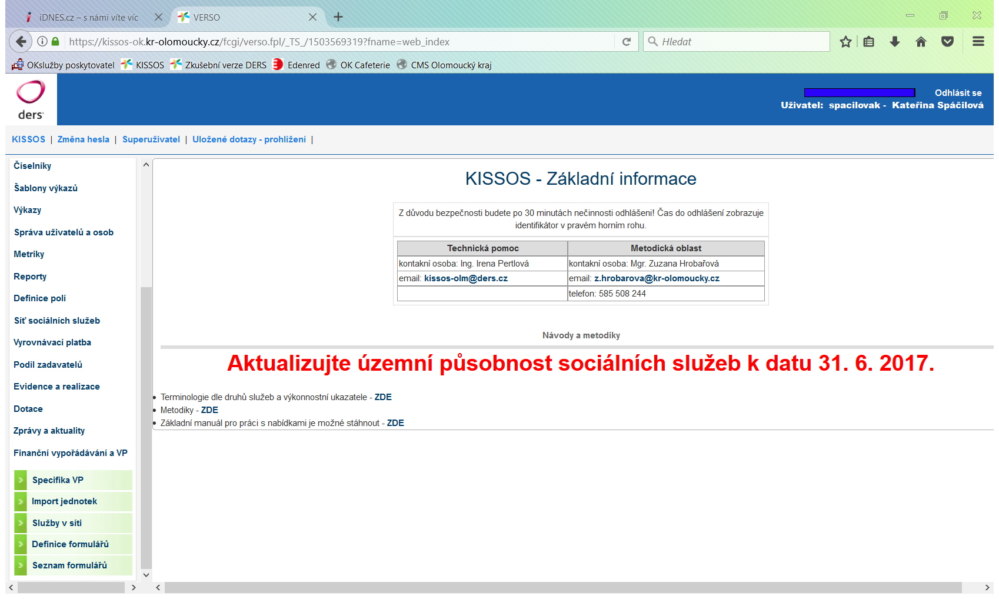 iDNES.cz – s námi víte víc
VERSO
https://kissos-ok.kr-olomoucky.cz/fcgi/verso.fpl/_TS_/1503569319?fname=web_index
Hledat
OKslužby poskytovatel KISSOS Zkušební verze DERS Edenred OK Cafeterie CMS Olomoucký kraj
ders
Odhlásit se
Uživatel: spacilovak - Kateřina Spáčilová
KISSOS | Změna hesla | Superuživatel | Uložené dotazy - prohlížení |
Číselníky
Šablony výkazů
Výkazy
Správa uživatelů a osob
Metriky
Reporty
Definice polí
Síť sociálních služeb
Vyrovnávací platba
Podíl zadavatelů
Evidence a realizace
Dotace
Zprávy a aktuality
Finanční vypořádávání a VP
Specifika VP
Import jednotek
Služby v síti
Definice formulářů
Seznam formulářů
KISSOS - Základní informace
Z důvodu bezpečnosti budete po 30 minutách nečinnosti odhlášeni! Čas do odhlášení zobrazuje
identifikátor v pravém horním rohu.
Technická pomoc Metodická oblast
kontakní osoba: Ing. Irena Pertlová kontakní osoba: Mgr. Zuzana Hrobařová
email: kissos-olm@ders.cz email: z.hrobarova@kr-olomoucky.cz
telefon: 585 508 244
Návody a metodiky
Aktualizujte územní působnost sociálních služeb k datu 31. 6. 2017.
Terminologie dle druhů služeb a výkonnostní ukazatele - ZDE
Metodiky - ZDE
Základní manuál pro práci s nabídkami je možné stáhnout - ZDE